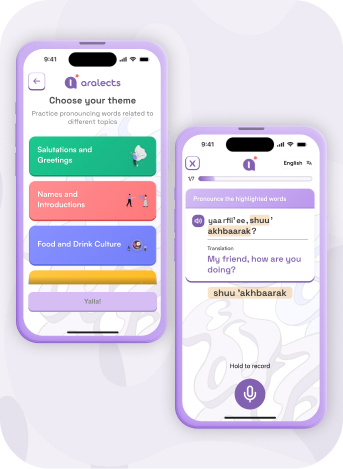 9:41
aralects
Choose your theme
Practice pronouncing words related to
different topics
Salutations and
Greetings
Names and
Introductions
Food and Drink Culture
Yalla!
9:41
X
English
1/7
Pronounce the highlighted words
yaa rfii'ee, shuu '
akhbaarak?
Translation
My friend, how are you
doing?
shuu 'akhbaarak
Hold to record